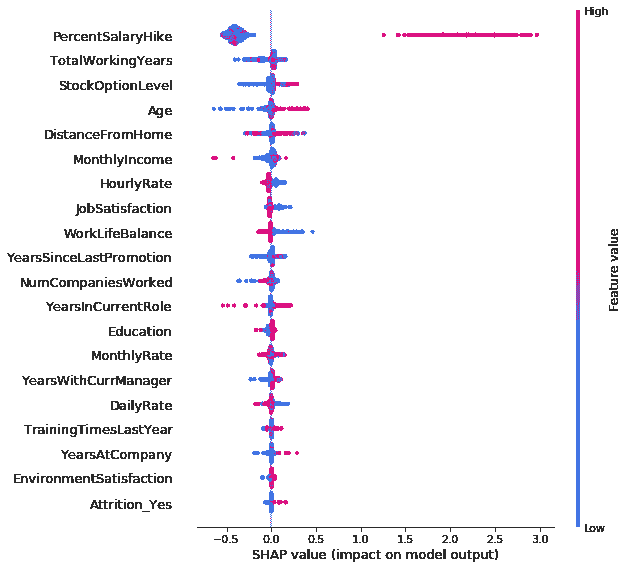 High
PercentSalaryHike
TotalWorkingYears
StockOptionLevel
Age
DistanceFromHome
MonthlyIncome
HourlyRate
JobSatisfaction
WorkLifeBalance
YearsSinceLastPromotion
NumCompaniesWorked
YearsInCurrentRole
Education
MonthlyRate
YearsWithCurrManager
DailyRate
TrainingTimesLastYear
YearsAtCompany
EnvironmentSatisfaction
Attrition_Yes
Feature value
Low
−0.5 0.0 0.5 1.0 1.5 2.0 2.5 3.0
SHAP value (impact on model output)